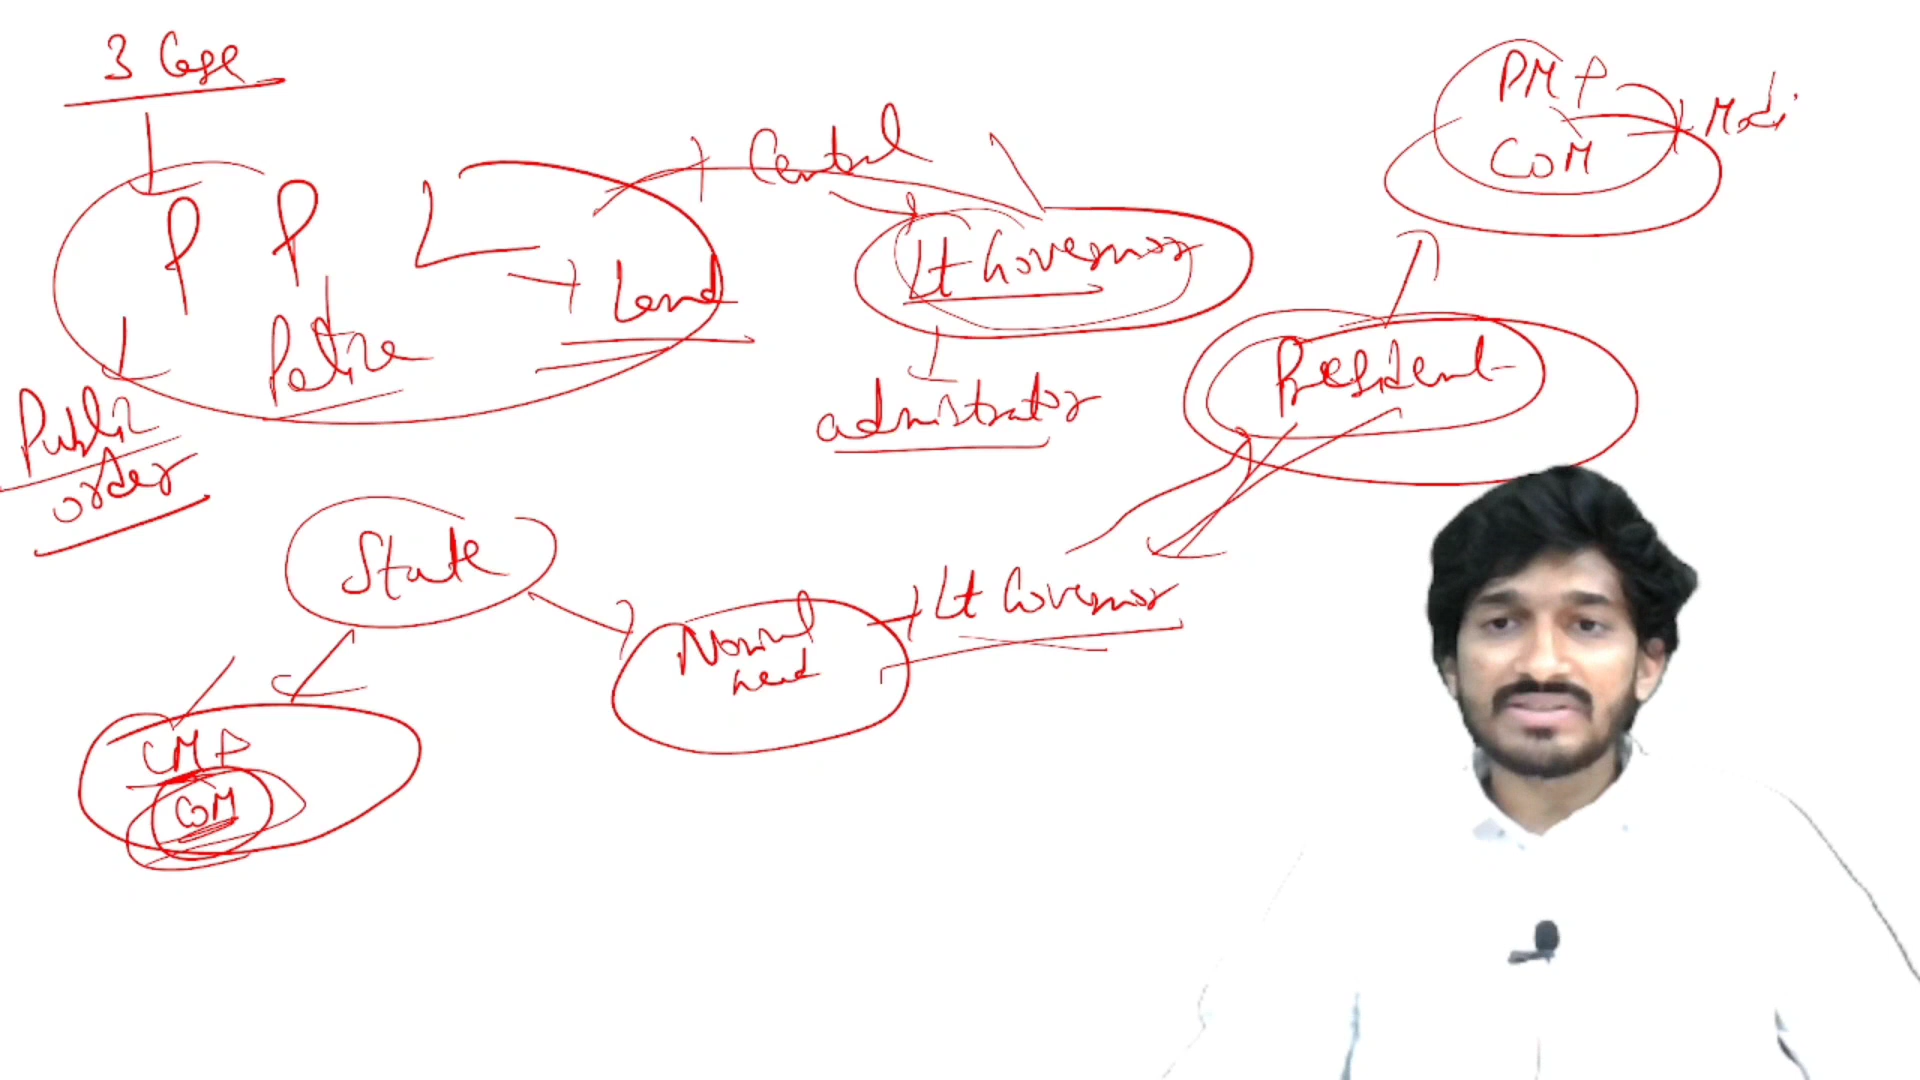 3 Case
P P L
Land
Police
Public
order
Central
Lt Governor
administrator
PM
COM
Modi
President
State
Nominal
head
Lt Governor
CM
COM